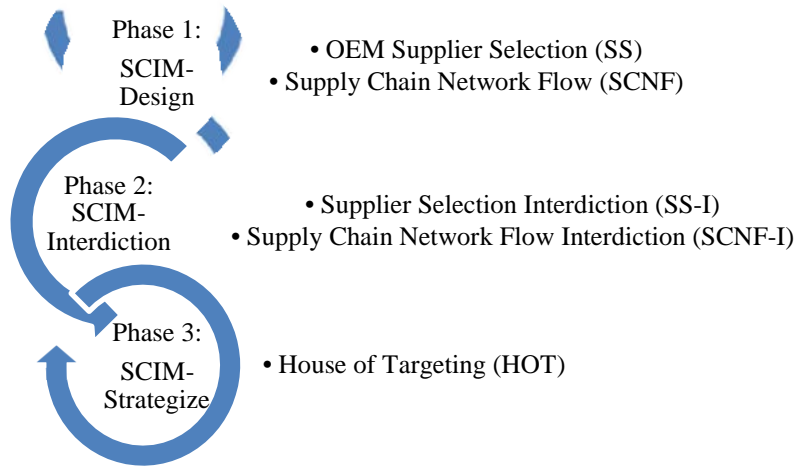 Phase 1:
SCIM-
Design
• OEM Supplier Selection (SS)
• Supply Chain Network Flow (SCNF)
Phase 2:
SCIM-
Interdiction
• Supplier Selection Interdiction (SS-I)
• Supply Chain Network Flow Interdiction (SCNF-I)
Phase 3:
SCIM-
Strategize
• House of Targeting (HOT)